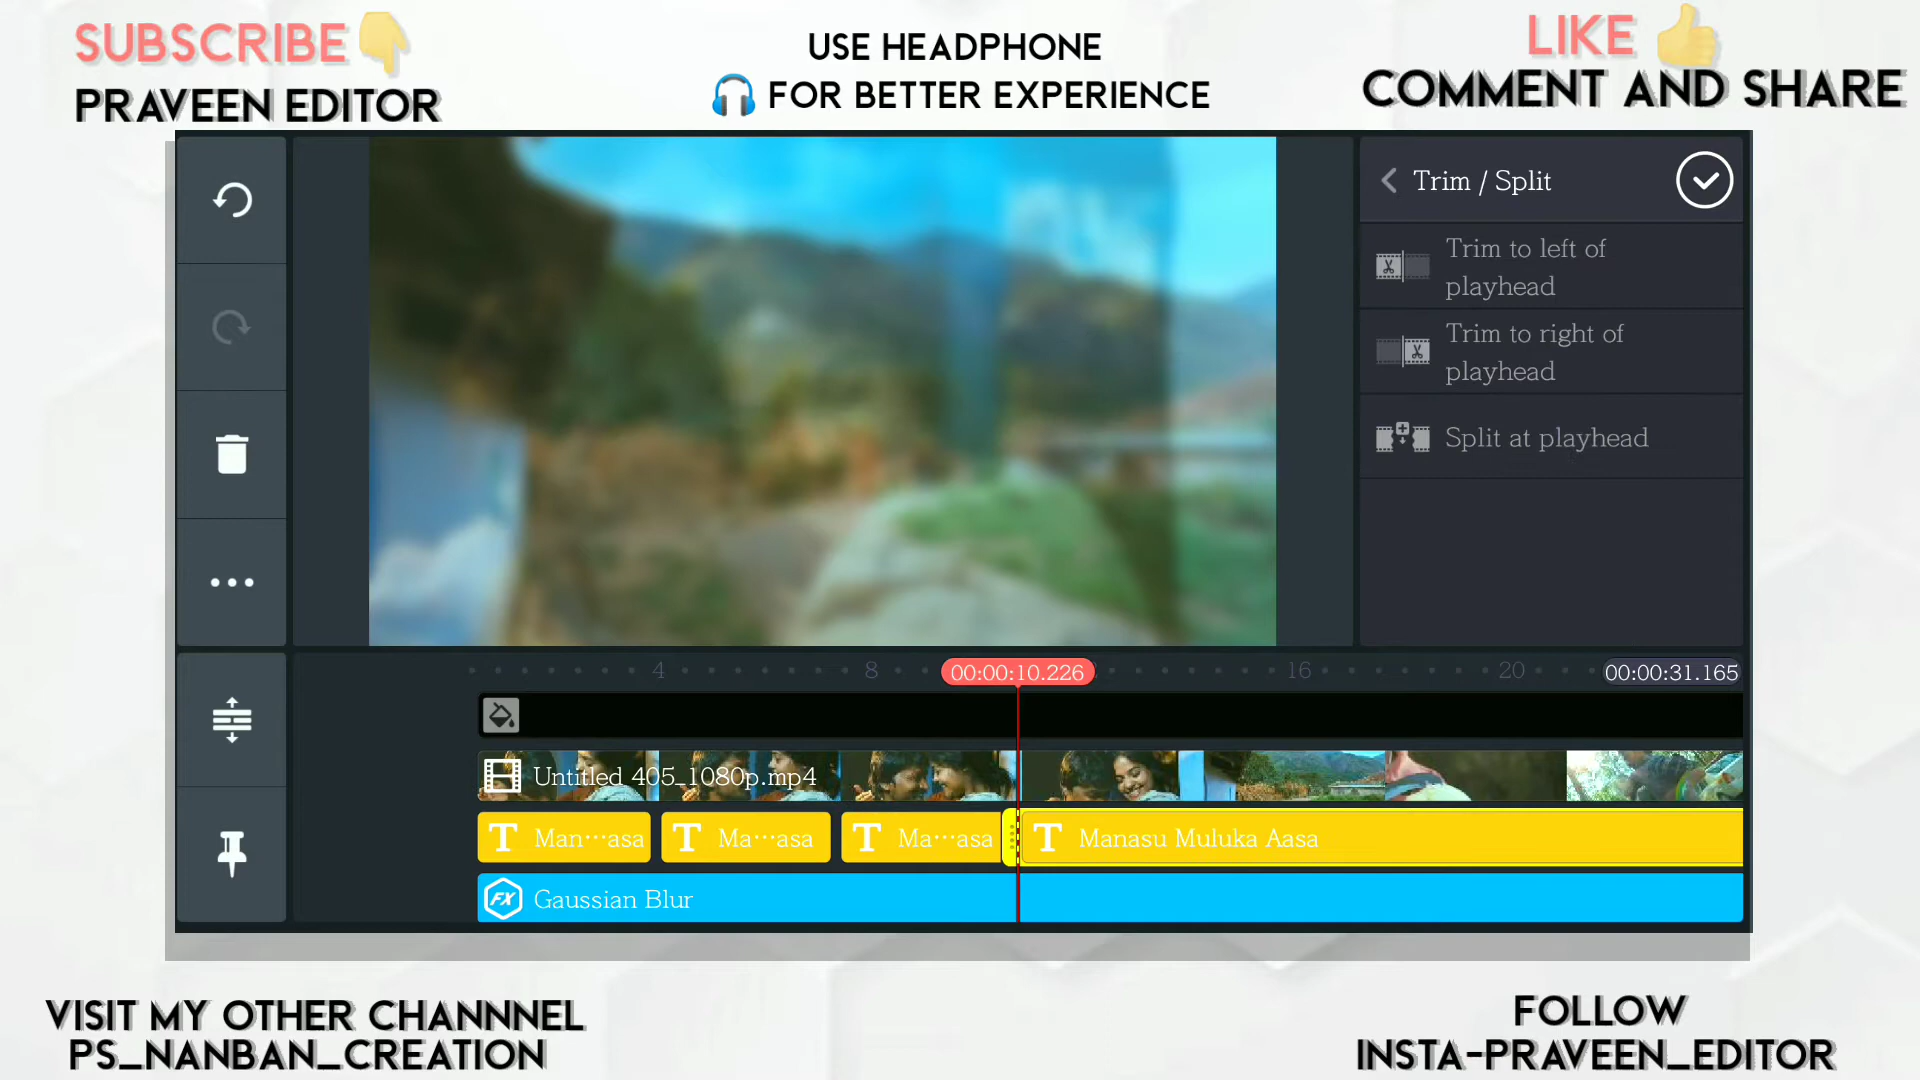 SUBSCRIBE
PRAVEEN EDITOR
USE HEADPHONE
FOR BETTER EXPERIENCE
LIKE
COMMENT AND SHARE
Trim / Split
Trim to left of
playhead
Trim to right of
playhead
Split at playhead
4
8
00:00:10.226
16
20
00:00:31.165
Untitled 405_1080p.mp4
T Man···asa
T Ma···asa
T Ma···asa
T Manasu Muluka Aasa
FX Gaussian Blur
VISIT MY OTHER CHANNNEL
PS_NANBAN_CREATION
FOLLOW
INSTA-PRAVEEN_EDITOR